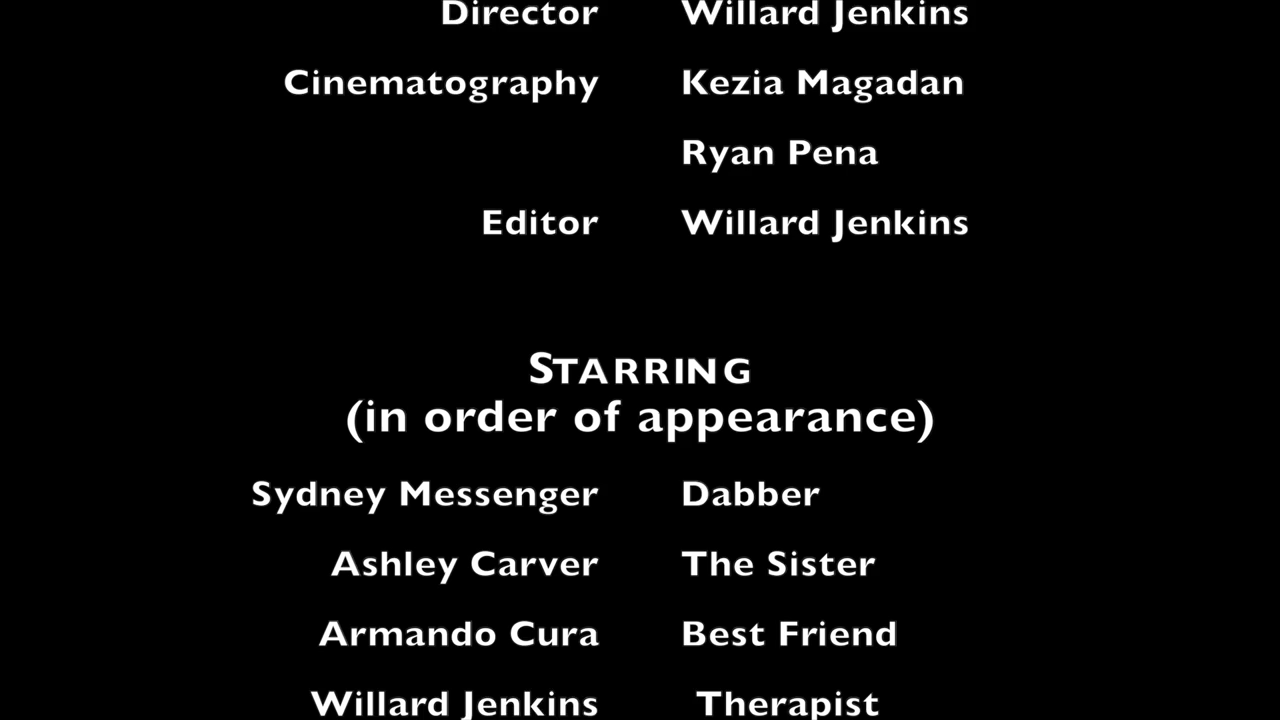 Director Willard Jenkins
Cinematography Kezia Magadan
Ryan Pena
Editor Willard Jenkins
STARRING
(in order of appearance)
Sydney Messenger Dabber
Ashley Carver The Sister
Armando Cura Best Friend
Willard Jenkins Therapist